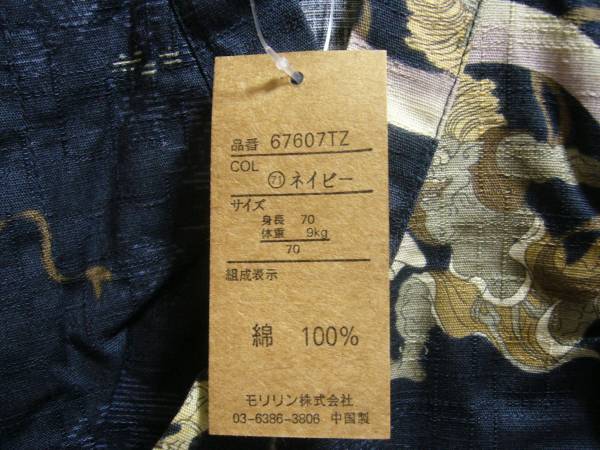 品番 67607TZ
COL
71 ネイビー
サイズ
身長 70
体重 9kg
70
組成表示
綿 100%
モリリン株式会社
03-6386-3806 中国製